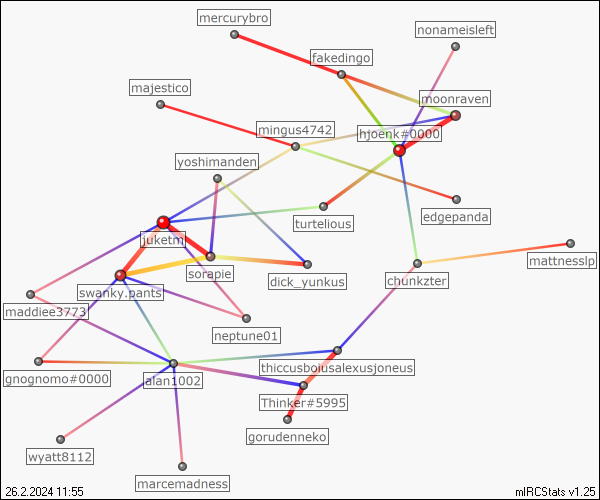 mercurybro
nonameisleft
fakedingo
majestico
moonraven
mingus4742
hjoenk#0000
yoshimanden
edgepanda
turtelious
juketm
sorapie
mattnesslp
chunkzter
dick_yunkus
swanky.pants
maddiee3773
neptune01
thiccusboiusalexusjoneus
gnognomo#0000
alan1002
Thinker#5995
gorudenneko
wyatt8112
marcemadness
26.2.2024 11:55
mIRCStats v1.25